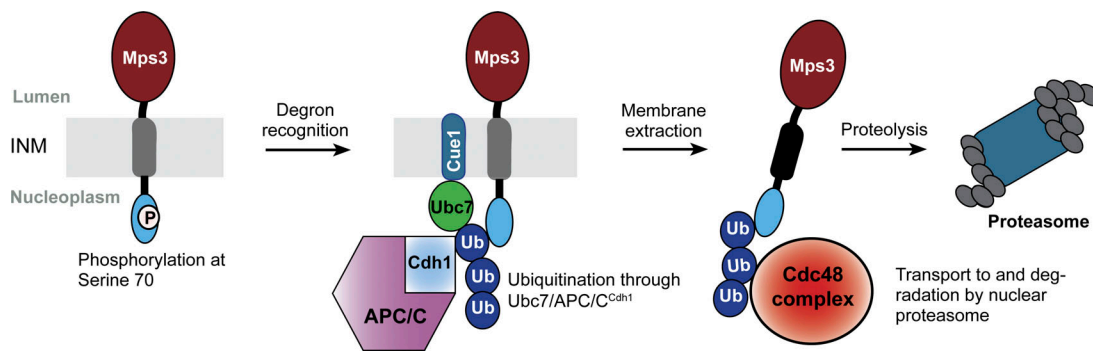 Mps3
Lumen
INM
Nucleoplasm
P
Phosphorylation at
Serine 70
Degron
recognition
Mps3
Cue1
Ubc7
Ub
Ub
Ub
Cdh1
APC/C
Ubiquitination through
Ubc7/APC/C^Cdh1
Membrane
extraction
Mps3
Ub
Ub
Ub
Cdc48
complex
Proteolysis
Proteasome
Transport to and deg-
radation by nuclear
proteasome